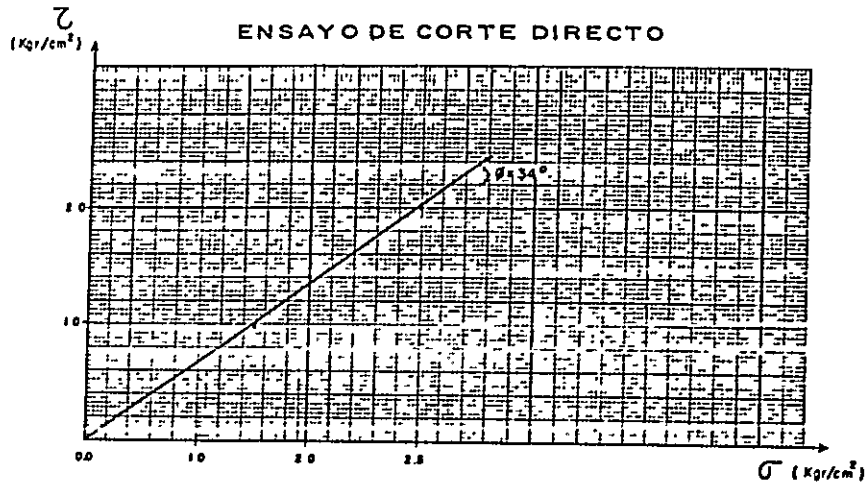 ENSAYO DE CORTE DIRECTO
τ
(Kgr/cm²)
Ø = 34°
2 0
1 0
0.0 1 0 2 0 2.5
σ (Kgr/cm²)